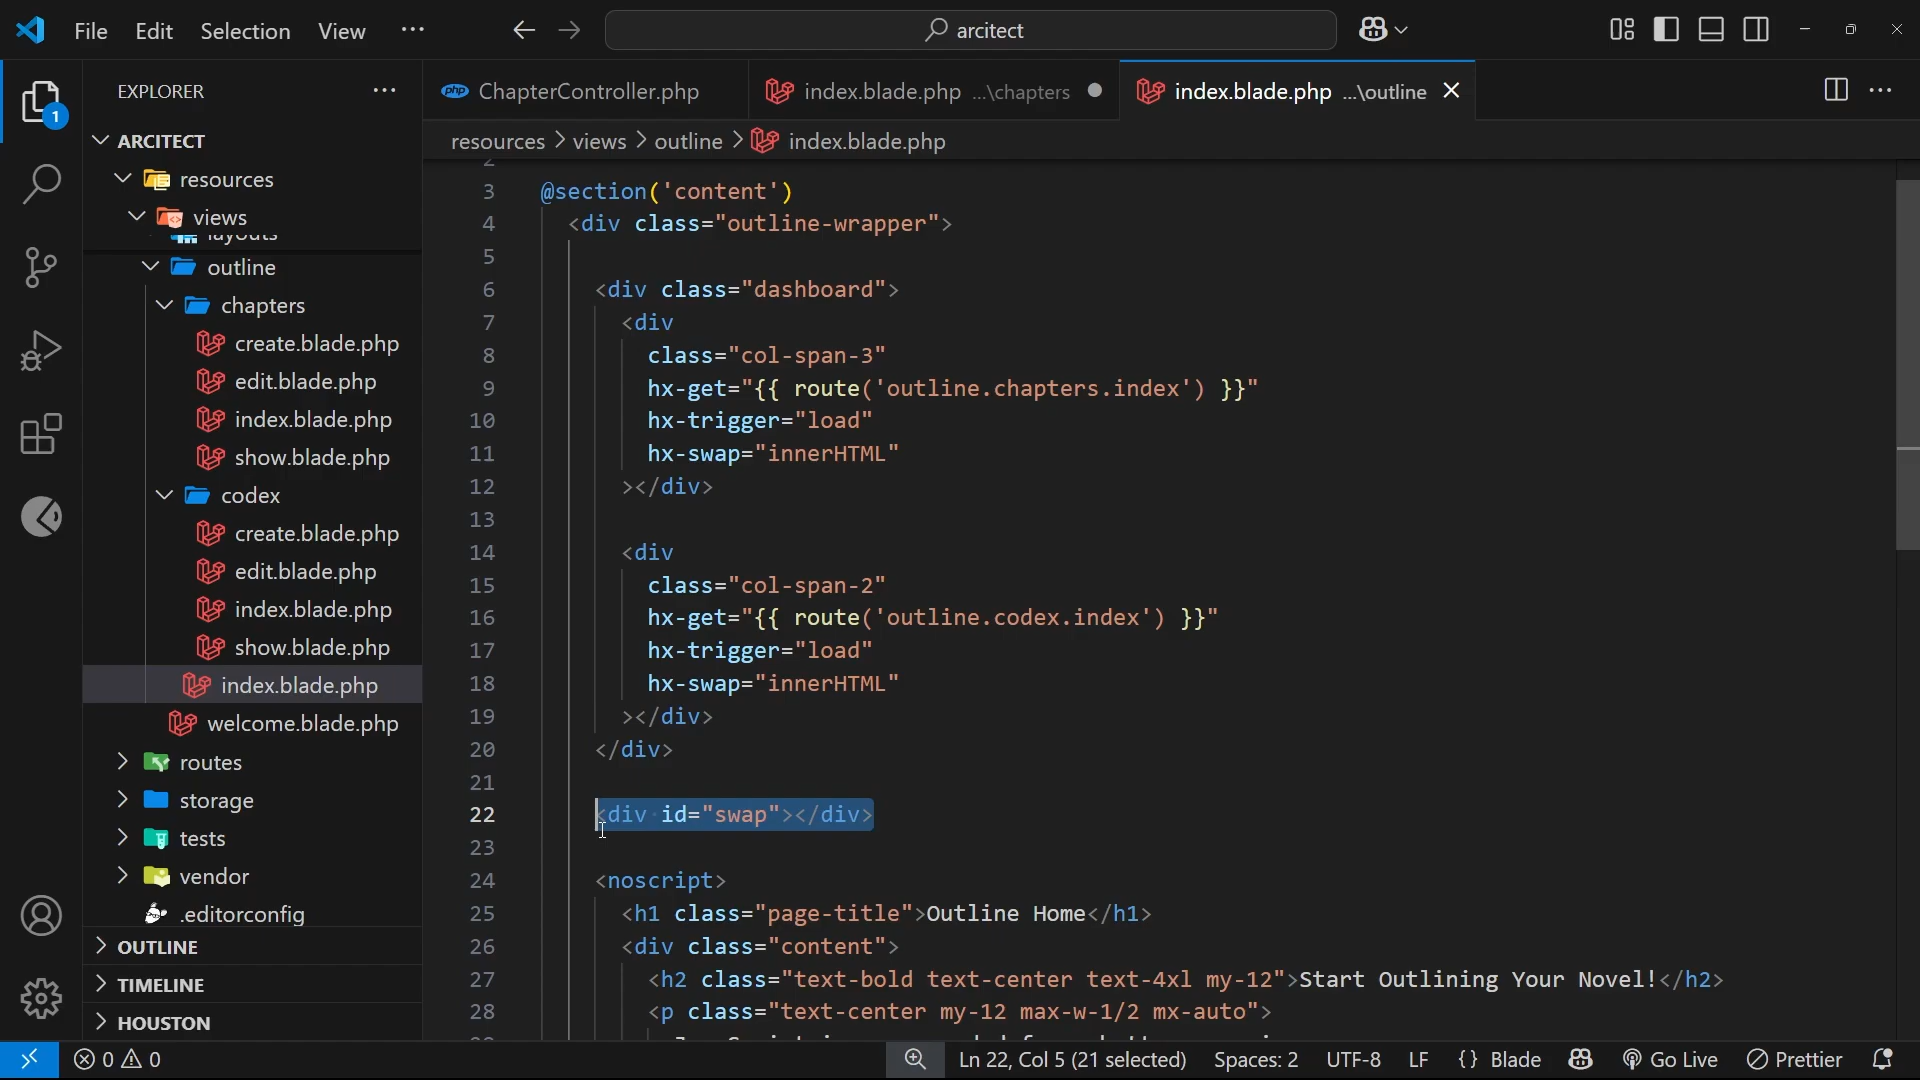 File Edit Selection View ···
arcitect
EXPLORER
ChapterController.php
index.blade.php ...\chapters
index.blade.php ...\outline
resources > views > outline > index.blade.php
1
ARCITECT
resources
views
layouts
outline
chapters
create.blade.php
edit.blade.php
index.blade.php
show.blade.php
codex
create.blade.php
edit.blade.php
index.blade.php
show.blade.php
index.blade.php
welcome.blade.php
routes
storage
tests
vendor
.editorconfig
OUTLINE
TIMELINE
HOUSTON
2
3 @section('content')
4 <div class="outline-wrapper">
5
6 <div class="dashboard">
7 <div
8 class="col-span-3"
9 hx-get="{{ route('outline.chapters.index') }}"
10 hx-trigger="load"
11 hx-swap="innerHTML"
12 ></div>
13
14 <div
15 class="col-span-2"
16 hx-get="{{ route('outline.codex.index') }}"
17 hx-trigger="load"
18 hx-swap="innerHTML"
19 ></div>
20 </div>
21
22 <div id="swap"></div>
23
24 <noscript>
25 <h1 class="page-title">Outline Home</h1>
26 <div class="content">
27 <h2 class="text-bold text-center text-4xl my-12">Start Outlining Your Novel!</h2>
28 <p class="text-center my-12 max-w-1/2 mx-auto">
0 0
Ln 22, Col 5 (21 selected) Spaces: 2 UTF-8 LF {} Blade Go Live Prettier